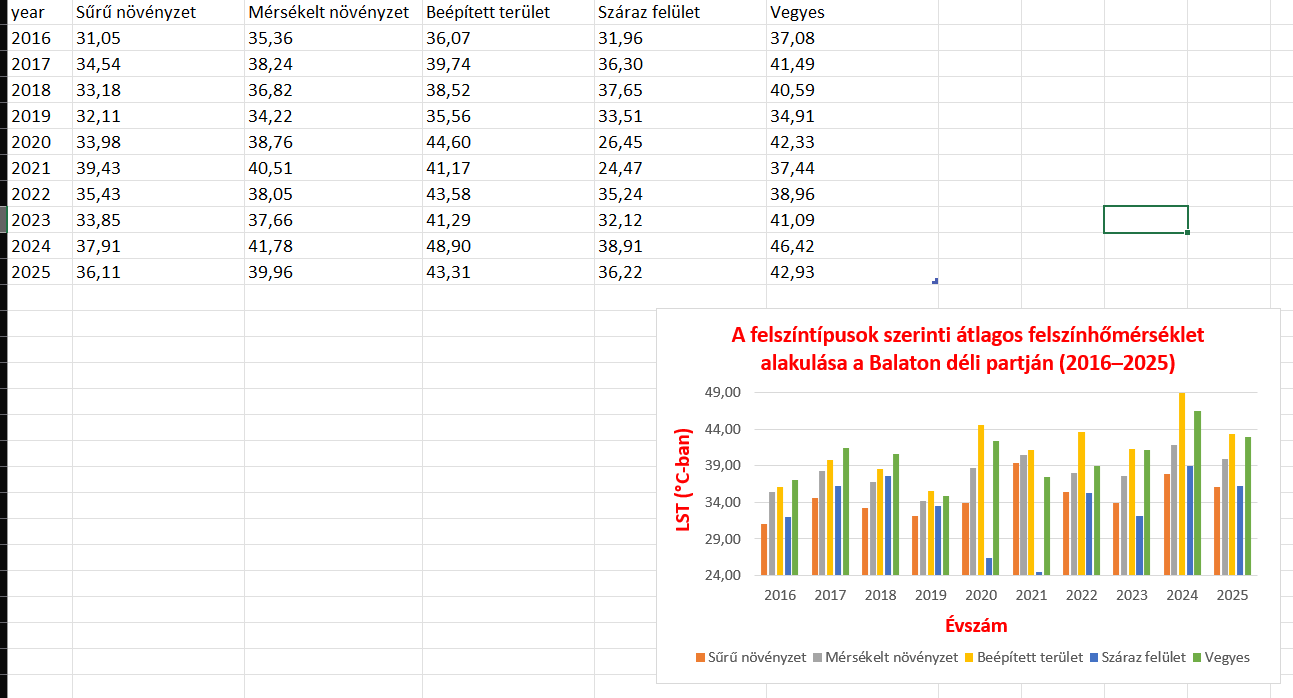 year Sűrű növényzet Mérsékelt növényzet Beépített terület Száraz felület Vegyes
2016 31,05 35,36 36,07 31,96 37,08
2017 34,54 38,24 39,74 36,30 41,49
2018 33,18 36,82 38,52 37,65 40,59
2019 32,11 34,22 35,56 33,51 34,91
2020 33,98 38,76 44,60 26,45 42,33
2021 39,43 40,51 41,17 24,47 37,44
2022 35,43 38,05 43,58 35,24 38,96
2023 33,85 37,66 41,29 32,12 41,09
2024 37,91 41,78 48,90 38,91 46,42
2025 36,11 39,96 43,31 36,22 42,93
A felszíntípusok szerinti átlagos felszínhőmérséklet
alakulása a Balaton déli partján (2016–2025)
LST (°C-ban)
49,00
44,00
39,00
34,00
29,00
24,00
2016 2017 2018 2019 2020 2021 2022 2023 2024 2025
Évszám
Sűrű növényzet Mérsékelt növényzet Beépített terület Száraz felület Vegyes